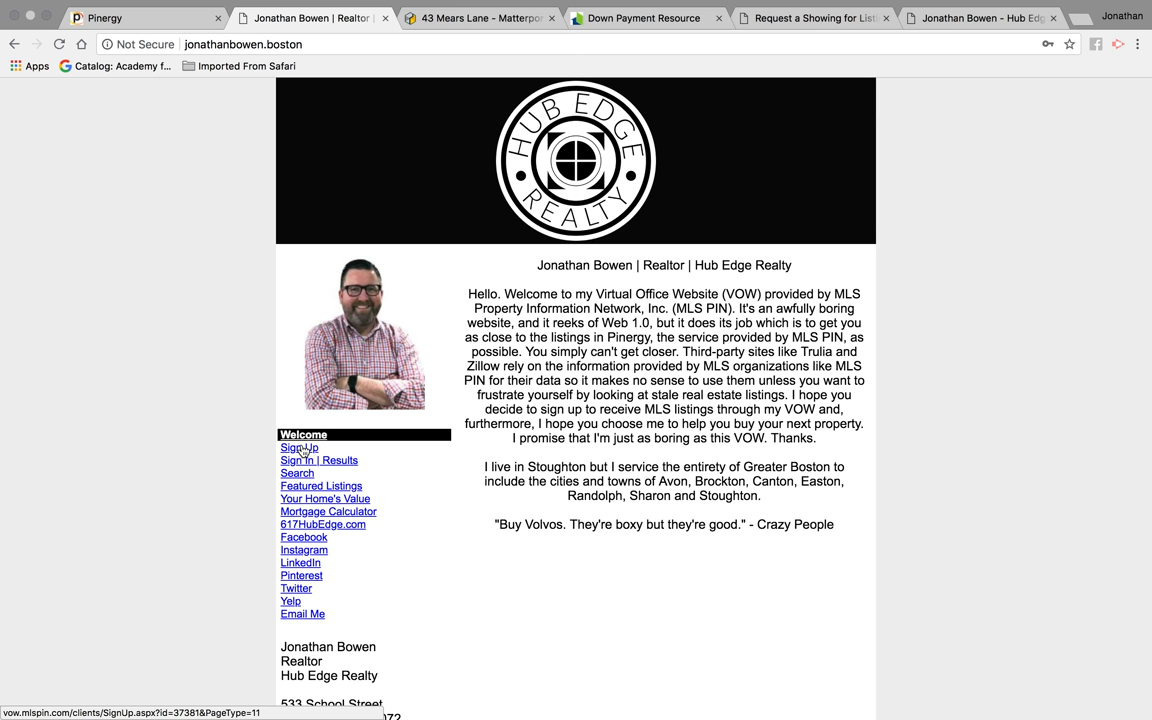 Pinergy
Jonathan Bowen | Realtor |
43 Mears Lane - Matterpor
Down Payment Resource
Request a Showing for Listi
Jonathan Bowen - Hub Edg
Jonathan
Not Secure
jonathanbowen.boston
Apps
Catalog: Academy f...
Imported From Safari
HUB EDGE
REALTY
Jonathan Bowen | Realtor | Hub Edge Realty
Hello. Welcome to my Virtual Office Website (VOW) provided by MLS
Property Information Network, Inc. (MLS PIN). It's an awfully boring
website, and it reeks of Web 1.0, but it does its job which is to get you
as close to the listings in Pinergy, the service provided by MLS PIN, as
possible. You simply can't get closer. Third-party sites like Trulia and
Zillow rely on the information provided by MLS organizations like MLS
PIN for their data so it makes no sense to use them unless you want to
frustrate yourself by looking at stale real estate listings. I hope you
decide to sign up to receive MLS listings through my VOW and,
furthermore, I hope you choose me to help you buy your next property.
I promise that I'm just as boring as this VOW. Thanks.
I live in Stoughton but I service the entirety of Greater Boston to
include the cities and towns of Avon, Brockton, Canton, Easton,
Randolph, Sharon and Stoughton.
"Buy Volvos. They're boxy but they're good." - Crazy People
Welcome
Sign Up
Sign In | Results
Search
Featured Listings
Your Home's Value
Mortgage Calculator
617HubEdge.com
Facebook
Instagram
LinkedIn
Pinterest
Twitter
Yelp
Email Me
Jonathan Bowen
Realtor
Hub Edge Realty
533 School Street
vow.mlspin.com/clients/SignUp.aspx?id=37381&PageType=11